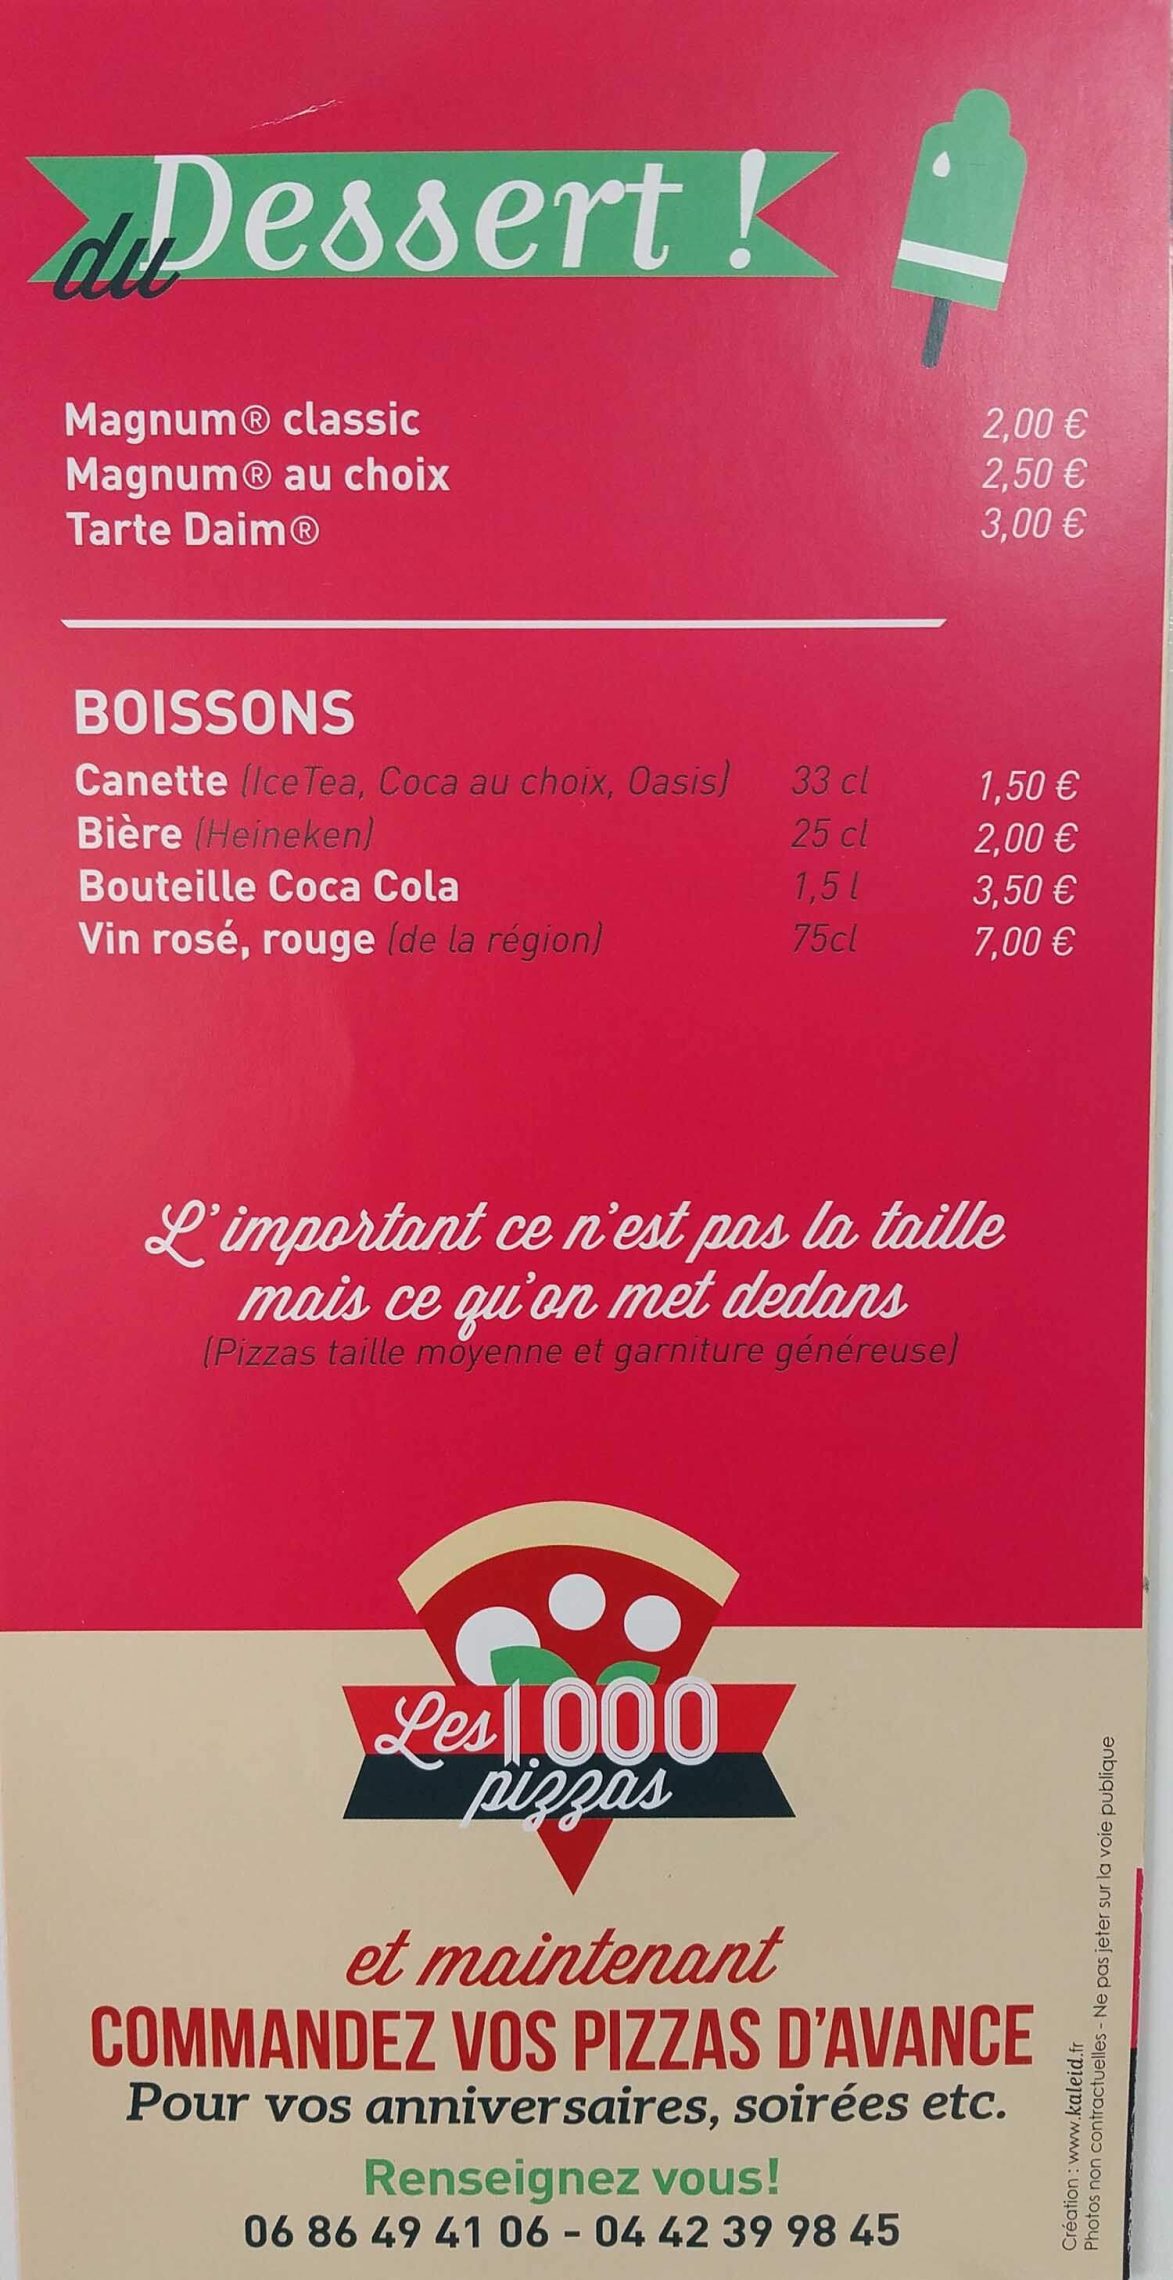 du Dessert !
Magnum® classic 2,00 €
Magnum® au choix 2,50 €
Tarte Daim® 3,00 €
BOISSONS
Canette (IceTea, Coca au choix, Oasis) 33 cl 1,50 €
Bière (Heineken) 25 cl 2,00 €
Bouteille Coca Cola 1,5 l 3,50 €
Vin rosé, rouge (de la région) 75cl 7,00 €
L'important ce n'est pas la taille
mais ce qu'on met dedans
(Pizzas taille moyenne et garniture généreuse)
Les 1.000
pizzas
et maintenant
COMMANDEZ VOS PIZZAS D'AVANCE
Pour vos anniversaires, soirées etc.
Renseignez vous!
06 86 49 41 06 - 04 42 39 98 45
Création : www.kaleid.fr
Photos non contractuelles - Ne pas jeter sur la voie publique